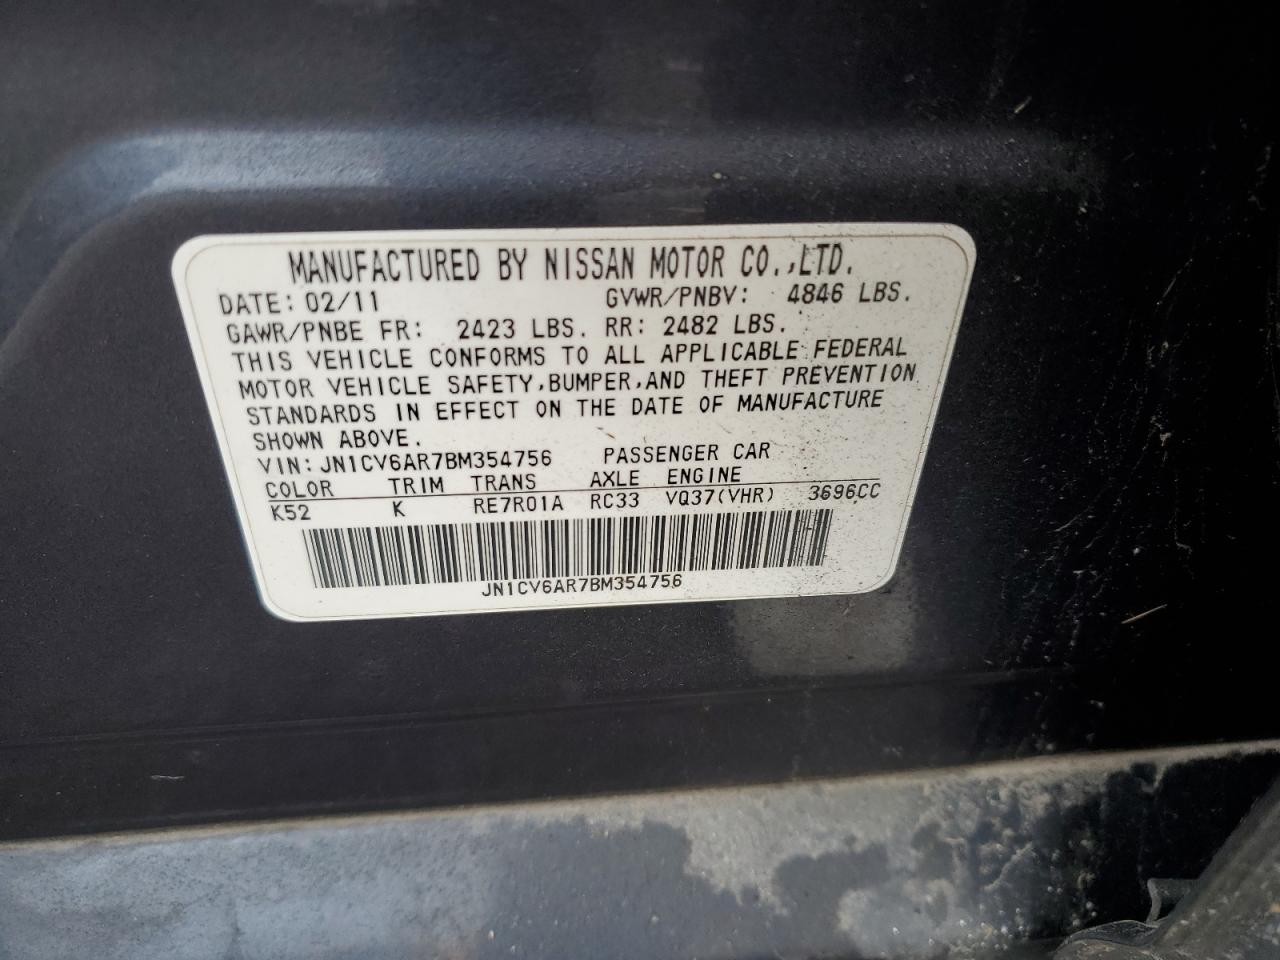 MANUFACTURED BY NISSAN MOTOR CO.,LTD.
DATE: 02/11 GVWR/PNBV: 4846 LBS.
GAWR/PNBE FR: 2423 LBS. RR: 2482 LBS.
THIS VEHICLE CONFORMS TO ALL APPLICABLE FEDERAL
MOTOR VEHICLE SAFETY,BUMPER,AND THEFT PREVENTION
STANDARDS IN EFFECT ON THE DATE OF MANUFACTURE
SHOWN ABOVE.
VIN: JN1CV6AR7BM354756 PASSENGER CAR
COLOR TRIM TRANS AXLE ENGINE
K52 K RE7R01A RC33 VQ37(VHR) 3696CC
JN1CV6AR7BM354756